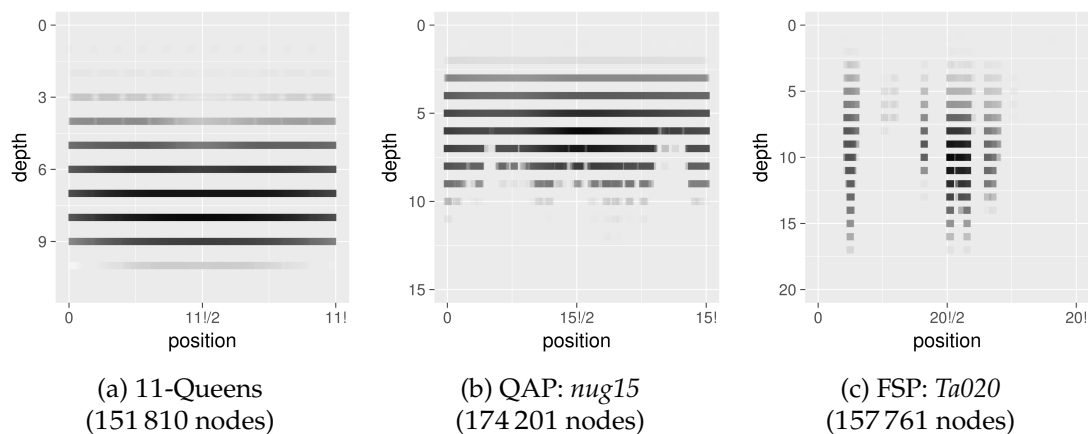 0
3
6
9
depth
0
11!/2
11!
position
(a) 11-Queens
(151 810 nodes)
0
5
10
15
depth
0
15!/2
15!
position
(b) QAP: nug15
(174 201 nodes)
0
5
10
15
20
depth
0
20!/2
20!
position
(c) FSP: Ta020
(157 761 nodes)